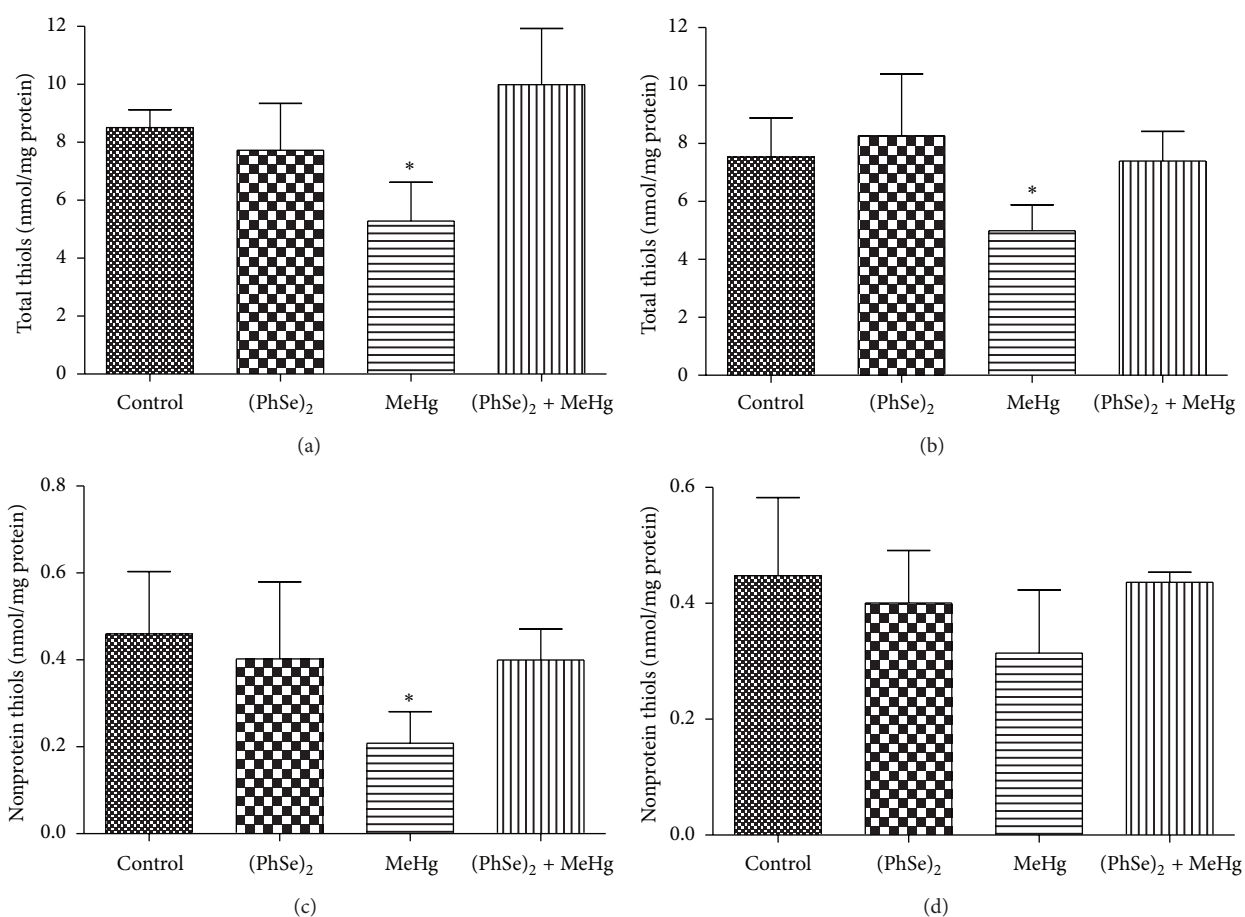 Total thiols (nmol/mg protein)
12
10
8
6
4
2
0
*
Control
(PhSe)₂
MeHg
(PhSe)₂ + MeHg
(a)
Total thiols (nmol/mg protein)
12
10
8
6
4
2
0
*
Control
(PhSe)₂
MeHg
(PhSe)₂ + MeHg
(b)
Nonprotein thiols (nmol/mg protein)
0.8
0.6
0.4
0.2
0.0
*
Control
(PhSe)₂
MeHg
(PhSe)₂ + MeHg
(c)
Nonprotein thiols (nmol/mg protein)
0.6
0.4
0.2
0.0
Control
(PhSe)₂
MeHg
(PhSe)₂ + MeHg
(d)